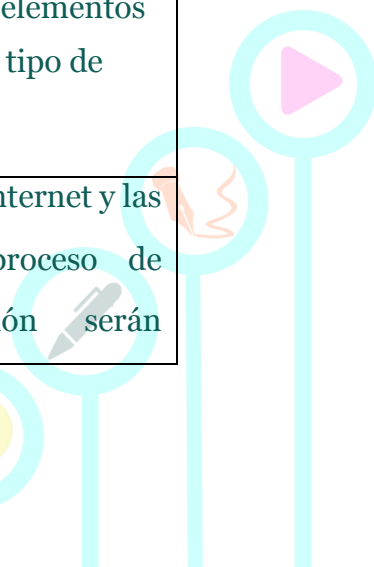 elementos
tipo de
nternet y las
proceso de
ón serán